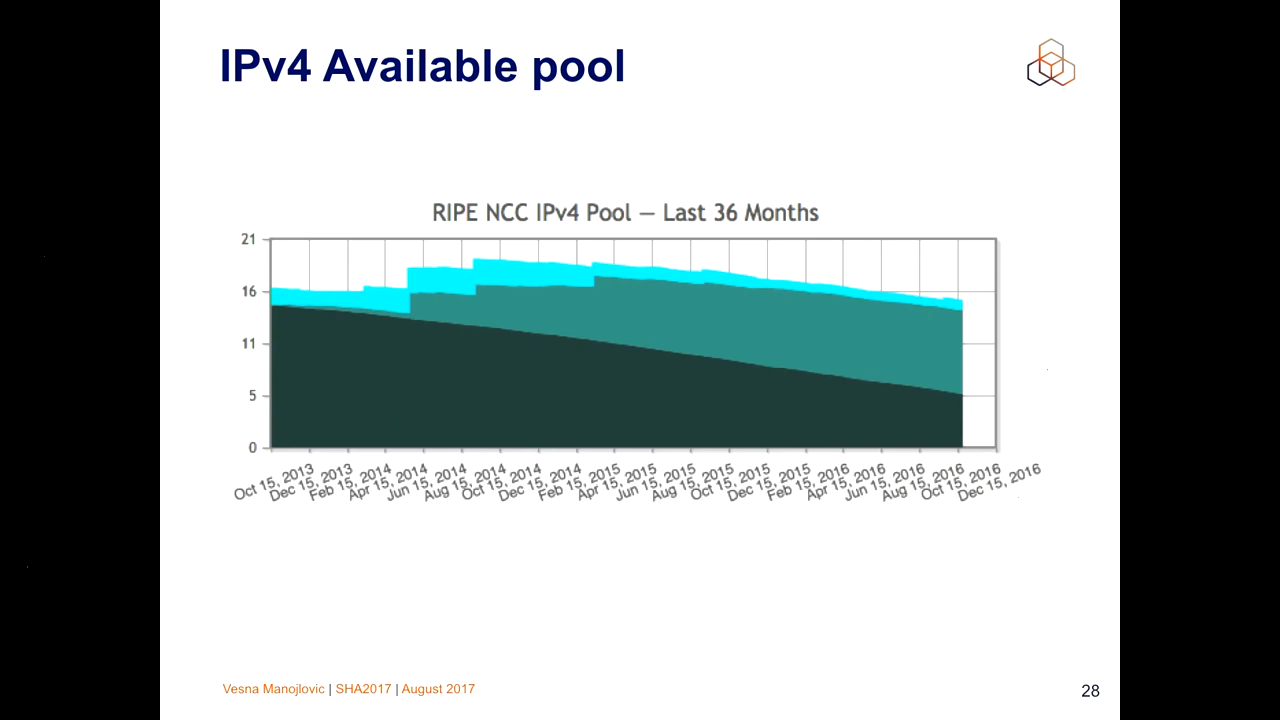 IPv4 Available pool
RIPE NCC IPv4 Pool — Last 36 Months
21
16
11
5
0
Oct 15, 2013
Dec 15, 2013
Feb 15, 2014
Apr 15, 2014
Jun 15, 2014
Aug 15, 2014
Oct 15, 2014
Dec 15, 2014
Feb 15, 2015
Apr 15, 2015
Jun 15, 2015
Aug 15, 2015
Oct 15, 2015
Dec 15, 2015
Feb 15, 2016
Apr 15, 2016
Jun 15, 2016
Aug 15, 2016
Oct 15, 2016
Dec 15, 2016
Vesna Manojlovic | SHA2017 | August 2017
28